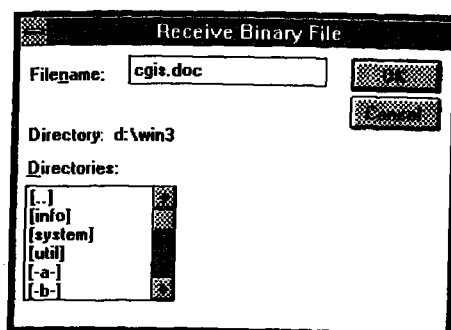 Receive Binary File
Filename: cgis.doc
OK
Cancel
Directory: d:\win3
Directories:
[..]
[info]
[system]
[util]
[-a-]
[-b-]